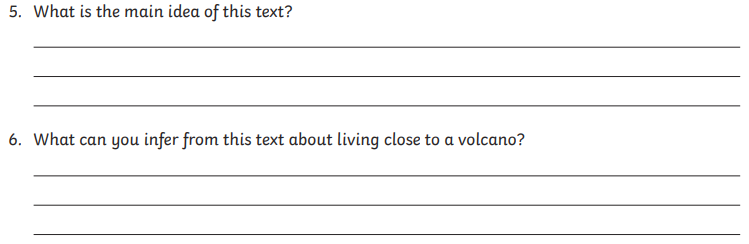 5. What is the main idea of this text?
6. What can you infer from this text about living close to a volcano?